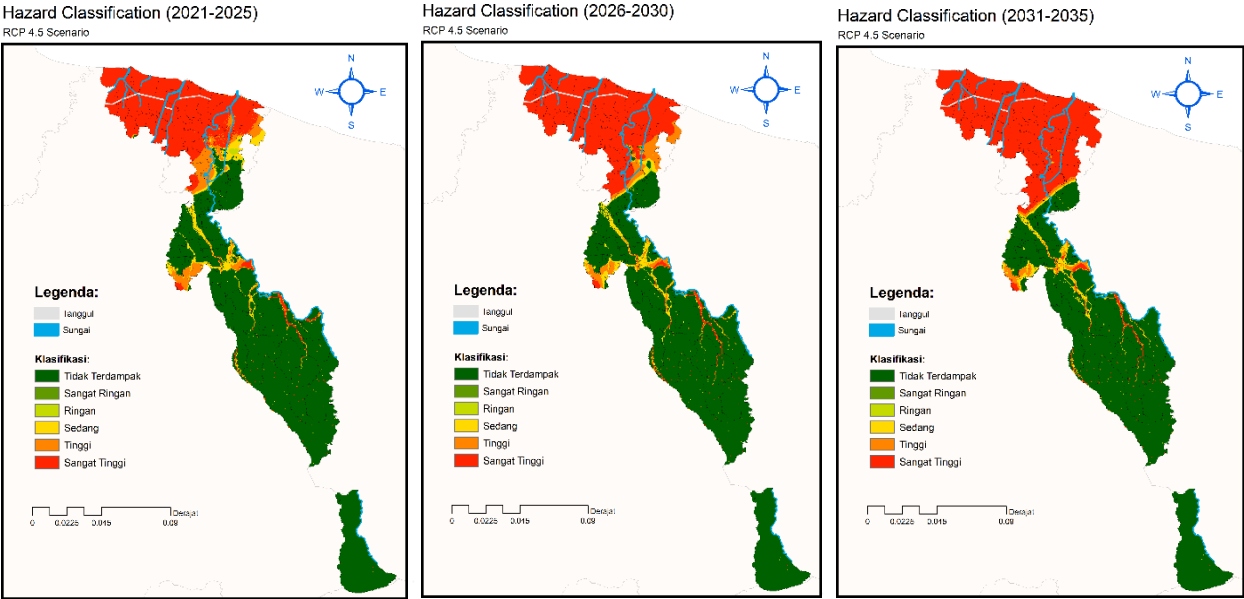 Hazard Classification (2021-2025)
RCP 4.5 Scenario
N
W
E
S
Legenda:
Tanggul
Sungai
Klasifikasi:
Tidak Terdampak
Sangat Ringan
Ringan
Sedang
Tinggi
Sangat Tinggi
Derajat
0 0.0225 0.045 0.09
Hazard Classification (2026-2030)
RCP 4.5 Scenario
N
W
E
S
Legenda:
Tanggul
Sungai
Klasifikasi:
Tidak Terdampak
Sangat Ringan
Ringan
Sedang
Tinggi
Sangat Tinggi
Derajat
0 0.0225 0.045 0.09
Hazard Classification (2031-2035)
RCP 4.5 Scenario
N
W
E
S
Legenda:
Tanggul
Sungai
Klasifikasi:
Tidak Terdampak
Sangat Ringan
Ringan
Sedang
Tinggi
Sangat Tinggi
Derajat
0 0.0225 0.045 0.09